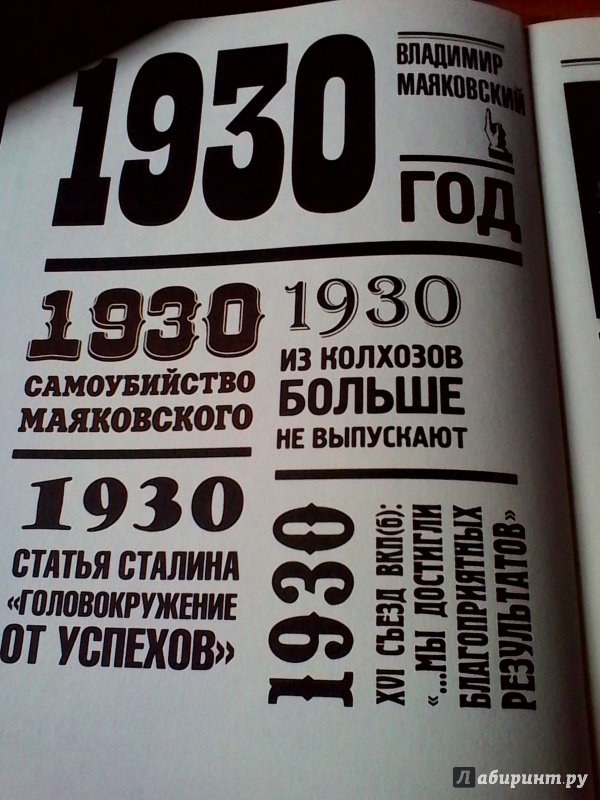 1930
ВЛАДИМИР
МАЯКОВСКИЙ
ГОД
1930
САМОУБИЙСТВО
МАЯКОВСКОГО
1930
ИЗ КОЛХОЗОВ
БОЛЬШЕ
НЕ ВЫПУСКАЮТ
1930
СТАТЬЯ СТАЛИНА
«ГОЛОВОКРУЖЕНИЕ
ОТ УСПЕХОВ»
1930
XVI СЪЕЗД ВКП(б):
«...МЫ ДОСТИГЛИ
БЛАГОПРИЯТНЫХ
РЕЗУЛЬТАТОВ»
Лабиринт.ру